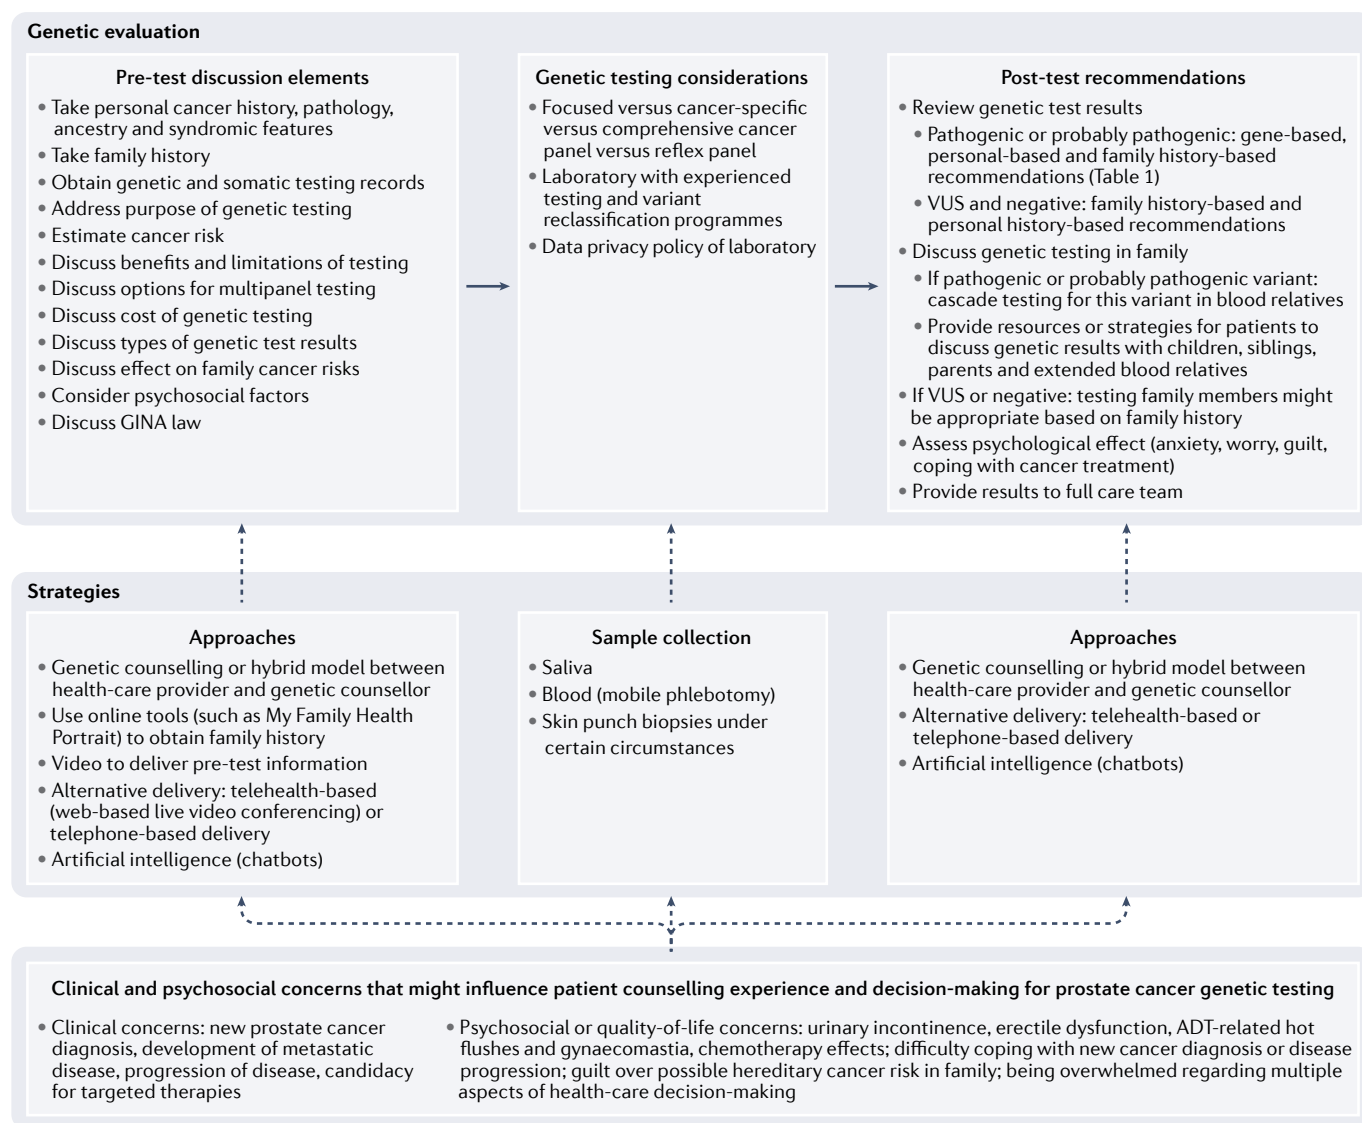 Genetic evaluation
Pre-test discussion elements
• Take personal cancer history, pathology,
ancestry and syndromic features
• Take family history
• Obtain genetic and somatic testing records
• Address purpose of genetic testing
• Estimate cancer risk
• Discuss benefits and limitations of testing
• Discuss options for multipanel testing
• Discuss cost of genetic testing
• Discuss types of genetic test results
• Discuss effect on family cancer risks
• Consider psychosocial factors
• Discuss GINA law
Genetic testing considerations
• Focused versus cancer-specific
versus comprehensive cancer
panel versus reflex panel
• Laboratory with experienced
testing and variant
reclassification programmes
• Data privacy policy of laboratory
Post-test recommendations
• Review genetic test results
• Pathogenic or probably pathogenic: gene-based,
personal-based and family history-based
recommendations (Table 1)
• VUS and negative: family history-based and
personal history-based recommendations
• Discuss genetic testing in family
• If pathogenic or probably pathogenic variant:
cascade testing for this variant in blood relatives
• Provide resources or strategies for patients to
discuss genetic results with children, siblings,
parents and extended blood relatives
• If VUS or negative: testing family members might
be appropriate based on family history
• Assess psychological effect (anxiety, worry, guilt,
coping with cancer treatment)
• Provide results to full care team
Strategies
Approaches
• Genetic counselling or hybrid model between
health-care provider and genetic counsellor
• Use online tools (such as My Family Health
Portrait) to obtain family history
• Video to deliver pre-test information
• Alternative delivery: telehealth-based
(web-based live video conferencing) or
telephone-based delivery
• Artificial intelligence (chatbots)
Sample collection
• Saliva
• Blood (mobile phlebotomy)
• Skin punch biopsies under
certain circumstances
Approaches
• Genetic counselling or hybrid model between
health-care provider and genetic counsellor
• Alternative delivery: telehealth-based or
telephone-based delivery
• Artificial intelligence (chatbots)
Clinical and psychosocial concerns that might influence patient counselling experience and decision-making for prostate cancer genetic testing
• Clinical concerns: new prostate cancer
diagnosis, development of metastatic
disease, progression of disease, candidacy
for targeted therapies
• Psychosocial or quality-of-life concerns: urinary incontinence, erectile dysfunction, ADT-related hot
flushes and gynaecomastia, chemotherapy effects; difficulty coping with new cancer diagnosis or disease
progression; guilt over possible hereditary cancer risk in family; being overwhelmed regarding multiple
aspects of health-care decision-making